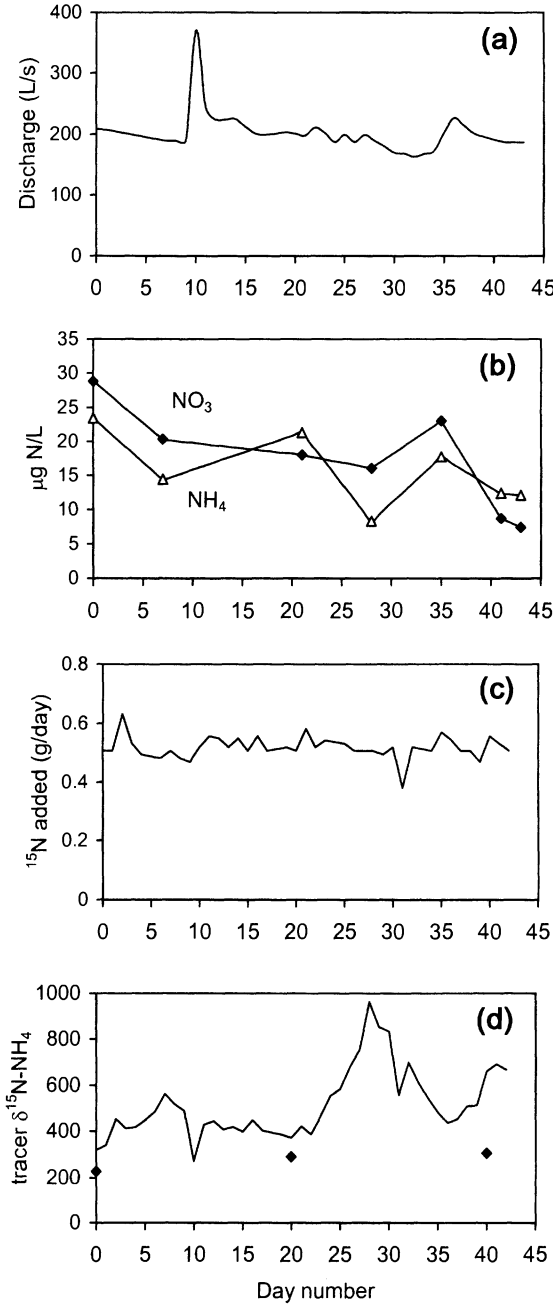 (a)
Discharge (L/s)
400
300
200
100
0
0 5 10 15 20 25 30 35 40 45
(b)
µg N/L
35
30
25
20
15
10
5
0
NO₃
NH₄
0 5 10 15 20 25 30 35 40 45
(c)
¹⁵N added (g/day)
0.8
0.6
0.4
0.2
0
0 5 10 15 20 25 30 35 40 45
(d)
tracer δ¹⁵N-NH₄
1000
800
600
400
200
0
0 5 10 15 20 25 30 35 40 45
Day number